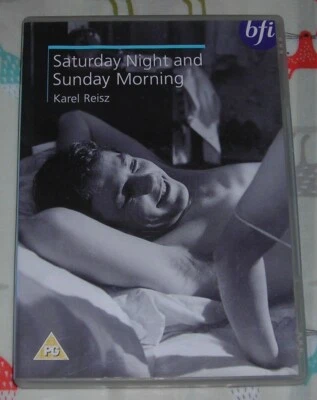 bfi
Saturday Night and
Sunday Morning
Karel Reisz
PG